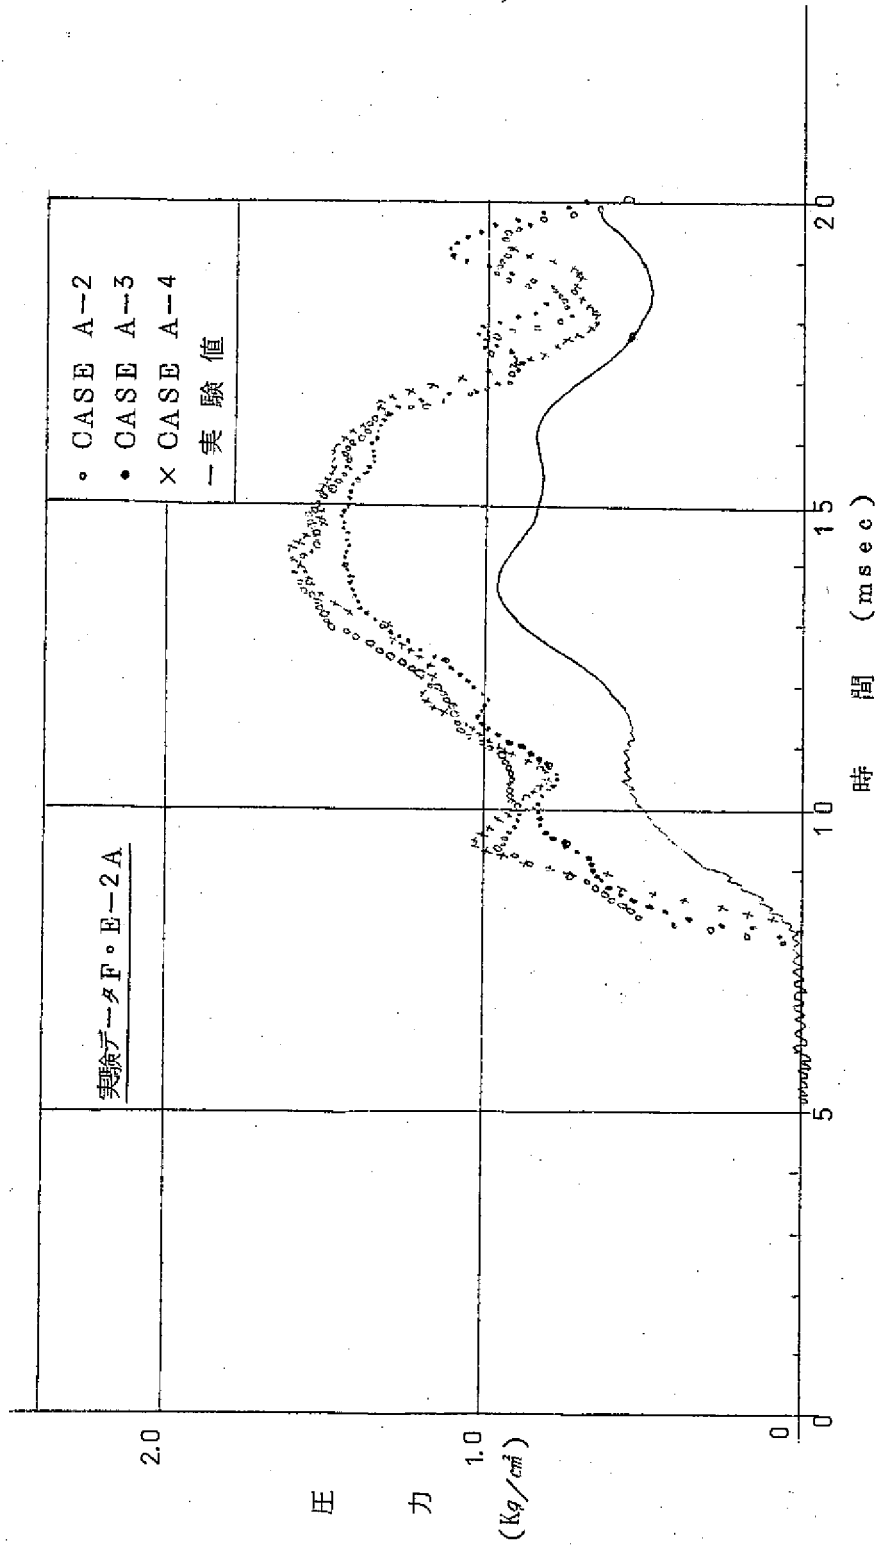 実験データF・E-2A
○ CASE A-2
● CASE A-3
× CASE A-4
—実験値
2.0
1.0
0
圧力
(Kg/cm²)
0
5
10
15
20
時間 (msec)